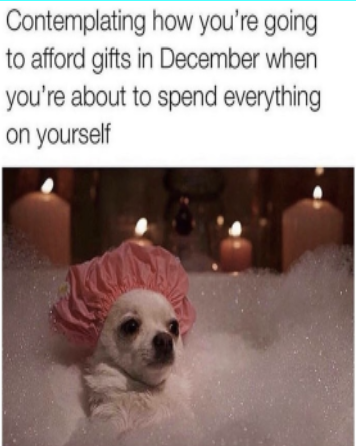 Contemplating how you're going
to afford gifts in December when
you're about to spend everything
on yourself